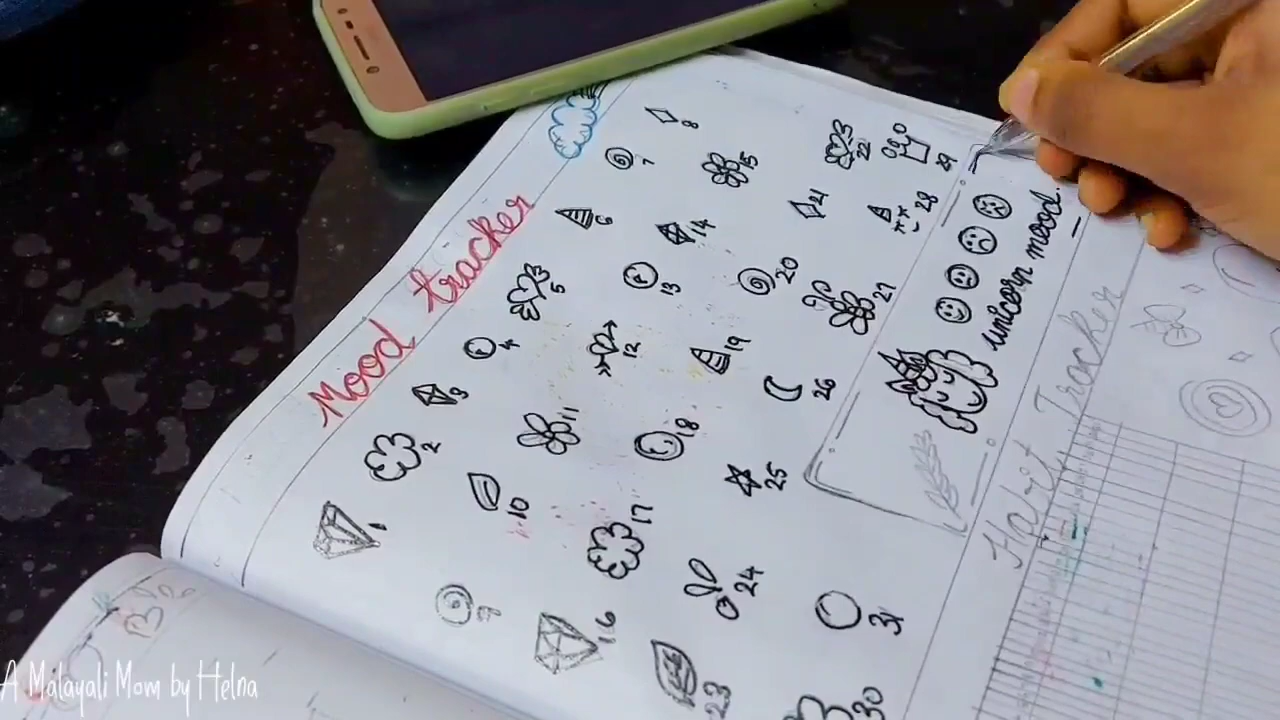 Mood tracker
1 2 3 4 5 6 7 8
9 10 11 12 13 14 15
16 17 18 19 20 21 22
23 24 25 26 27 28 29
30 31
unicorn mood.
Habit Tracker
A Malayali Mom by Helna